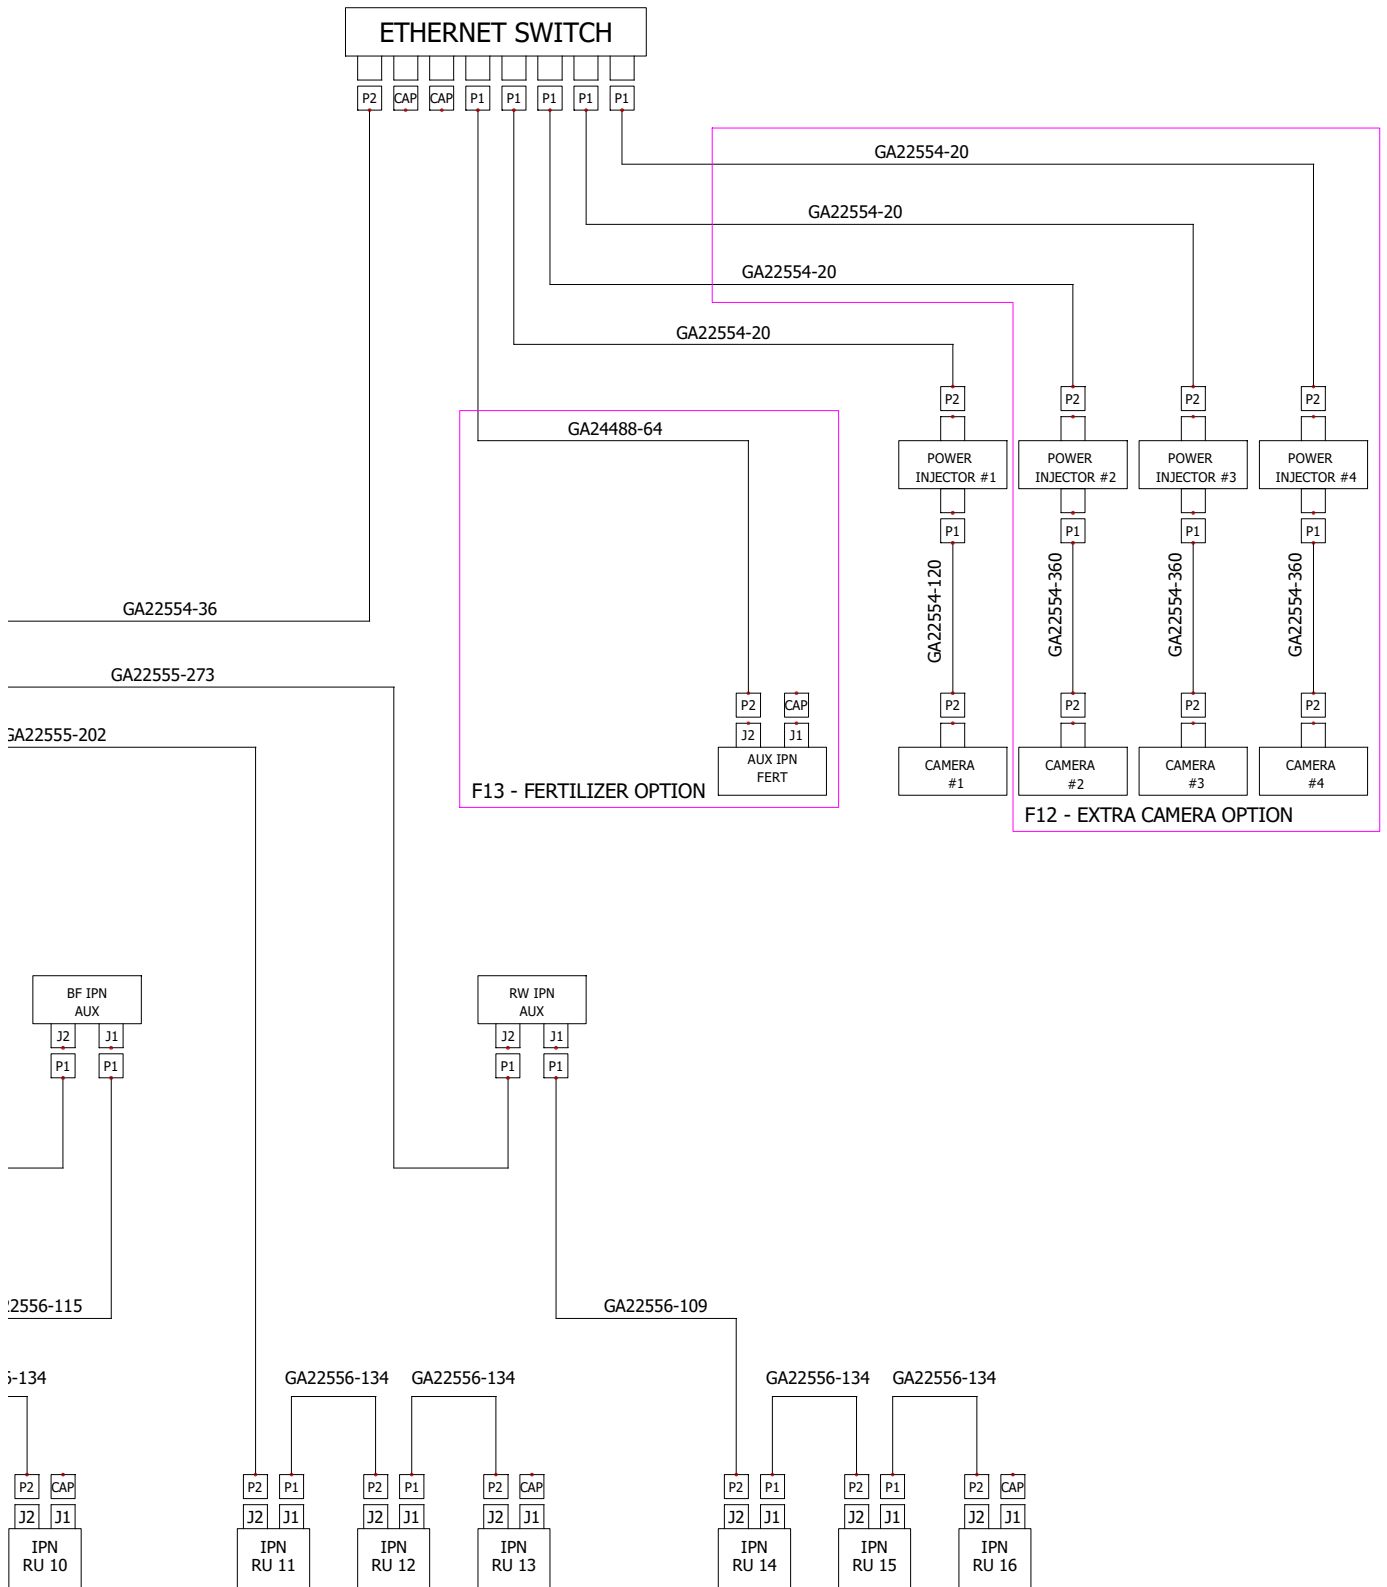 ETHERNET SWITCH
P2 CAP CAP P1 P1 P1 P1 P1
GA22554-20
GA22554-20
GA22554-20
GA22554-20
P2 P2 P2 P2
GA24488-64
POWER INJECTOR #1
POWER INJECTOR #2
POWER INJECTOR #3
POWER INJECTOR #4
P1 P1 P1 P1
GA22554-120
GA22554-360
GA22554-360
GA22554-360
GA22554-36
GA22555-273
P2 CAP P2 P2 P2 P2
GA22555-202
J2 J1
AUX IPN
FERT
CAMERA
#1
CAMERA
#2
CAMERA
#3
CAMERA
#4
F13 - FERTILIZER OPTION
F12 - EXTRA CAMERA OPTION
BF IPN
AUX
J2 J1
P1 P1
RW IPN
AUX
J2 J1
P1 P1
22556-115
GA22556-109
6-134
GA22556-134 GA22556-134 GA22556-134 GA22556-134
P2 CAP P2 P1 P2 P1 P2 CAP P2 P1 P2 P1 P2 CAP
J2 J1 J2 J1 J2 J1 J2 J1 J2 J1 J2 J1 J2 J1
IPN
RU 10
IPN
RU 11
IPN
RU 12
IPN
RU 13
IPN
RU 14
IPN
RU 15
IPN
RU 16